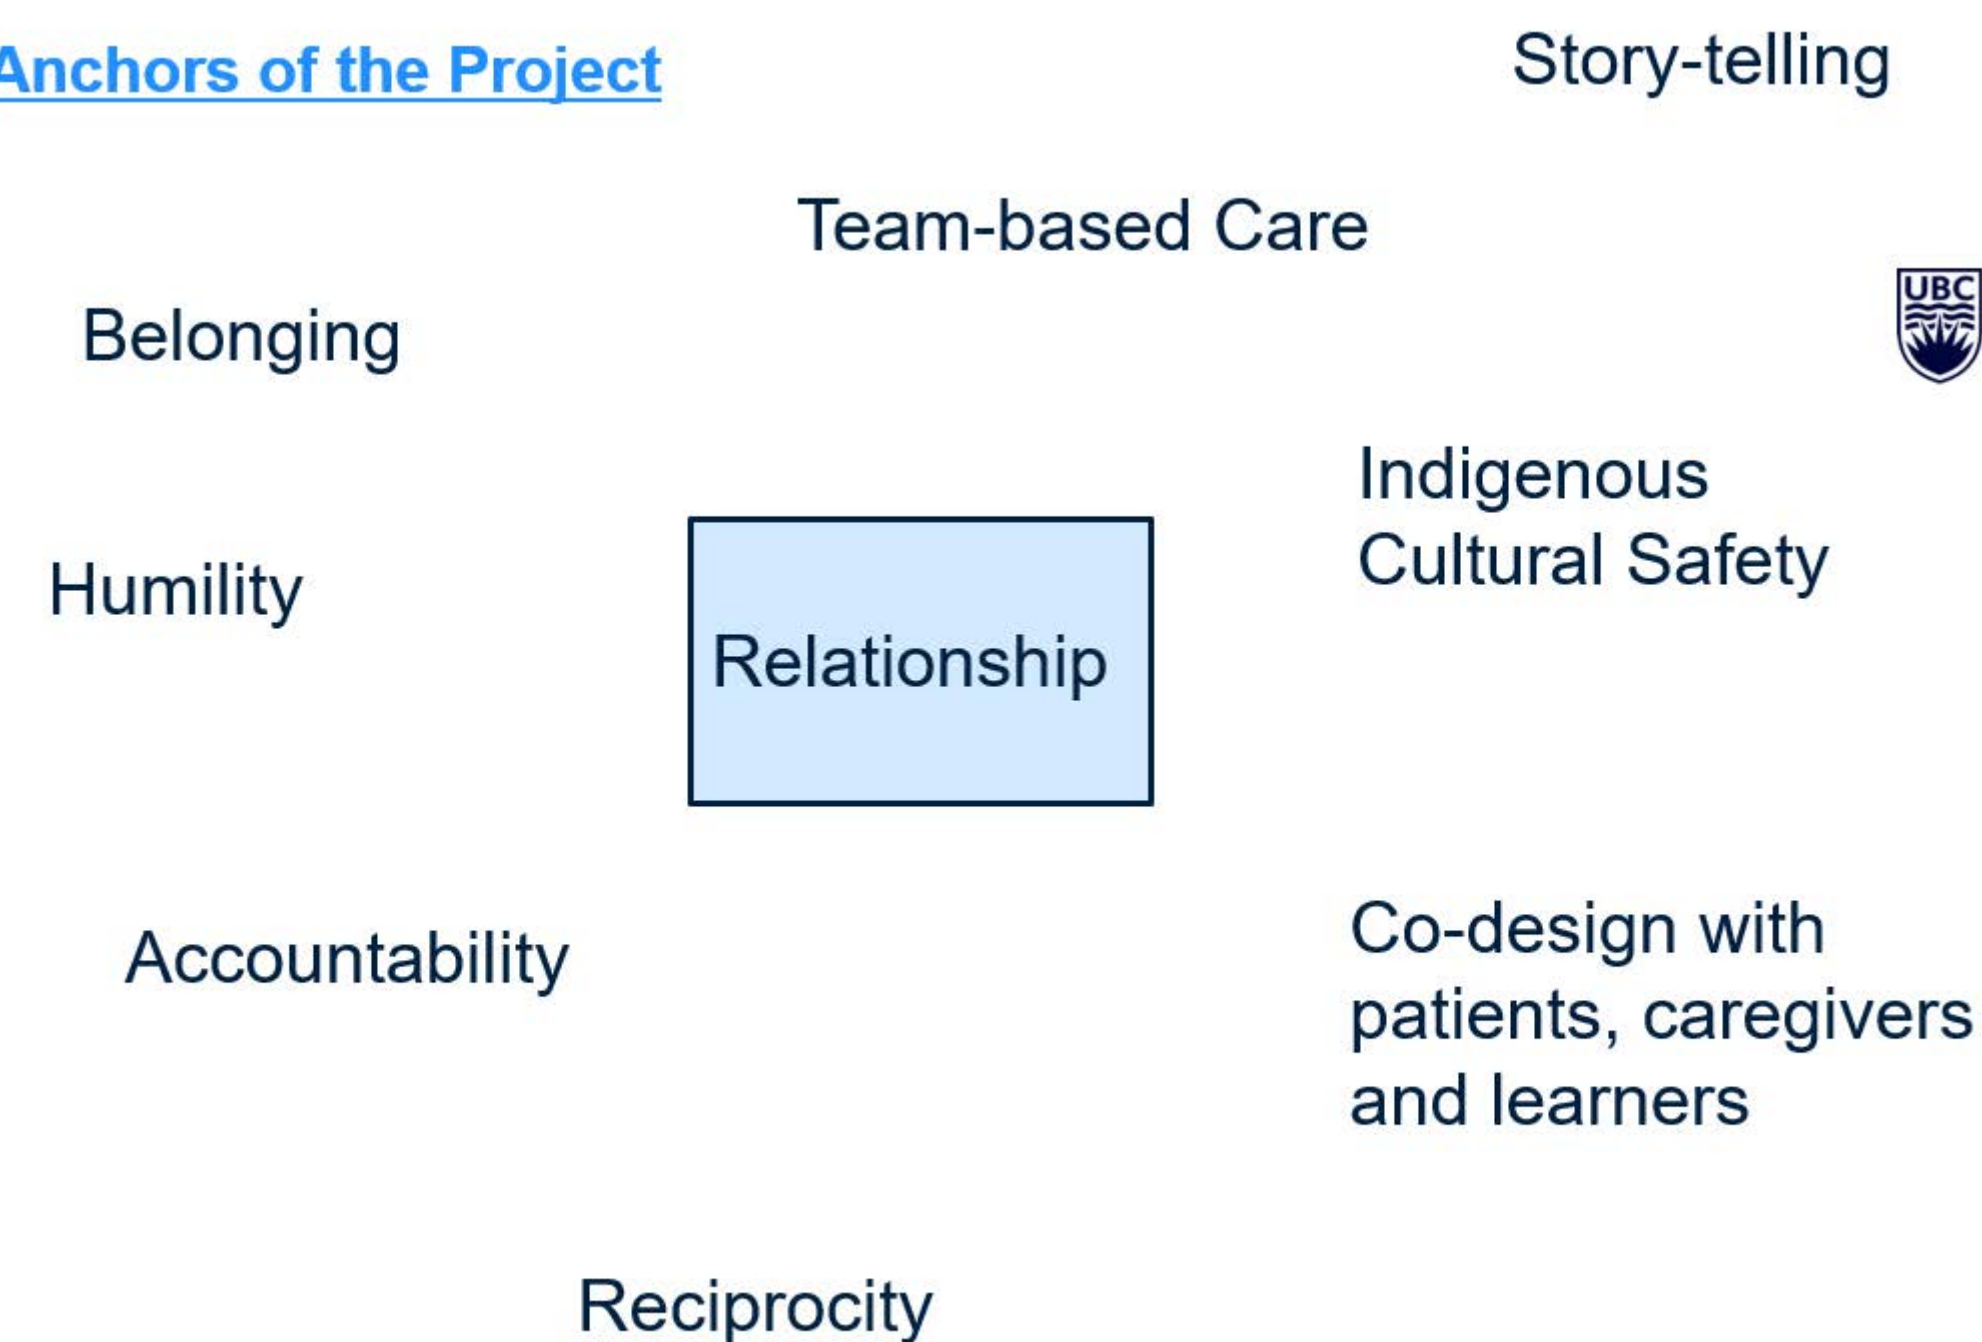 Anchors of the Project
Story-telling
Team-based Care
UBC
Belonging
Indigenous
Cultural Safety
Humility
Relationship
Co-design with
patients, caregivers
and learners
Accountability
Reciprocity